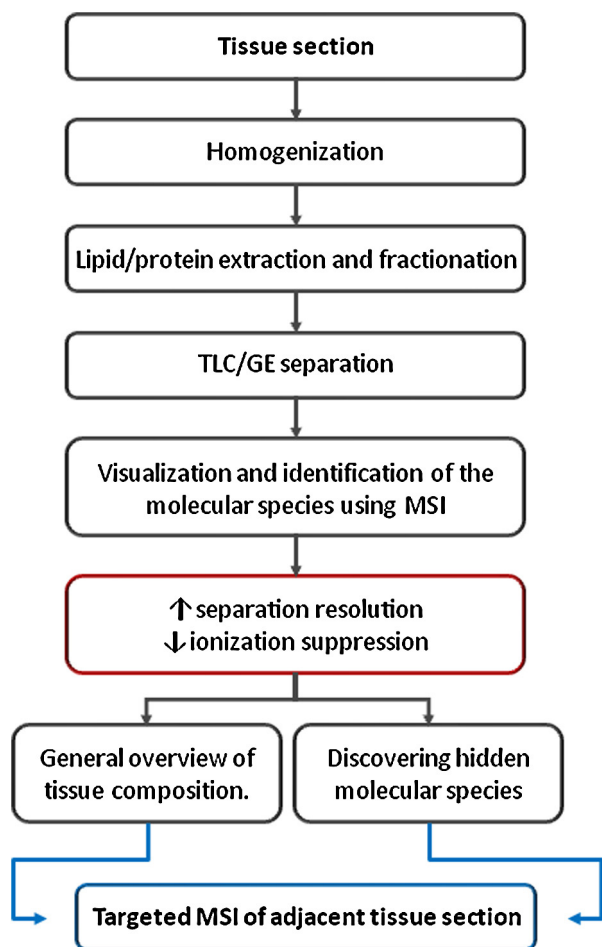 Tissue section
Homogenization
Lipid/protein extraction and fractionation
TLC/GE separation
Visualization and identification of the
molecular species using MSI
↑ separation resolution
↓ ionization suppression
General overview of
tissue composition.
Discovering hidden
molecular species
Targeted MSI of adjacent tissue section